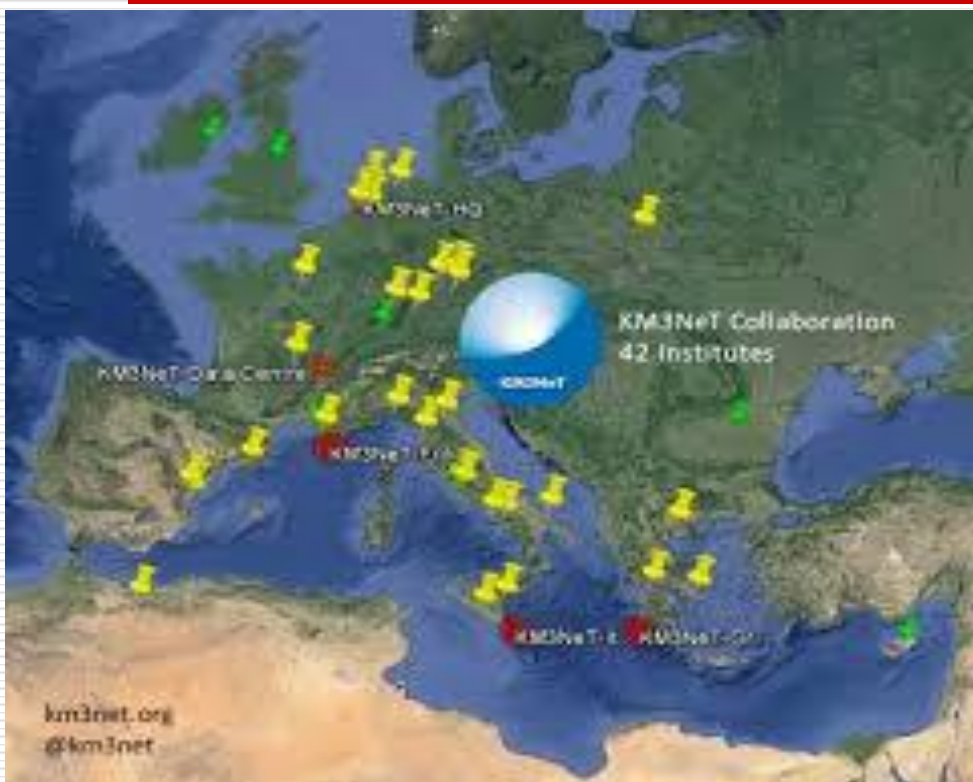 KM3NeT-HQ
KM3NeT Collaboration
42 Institutes
KM3NeT
KM3NeT-Data Centre
KM3NeT-Fr
KM3NeT-It
KM3NeT-Gr
km3net.org
@km3net